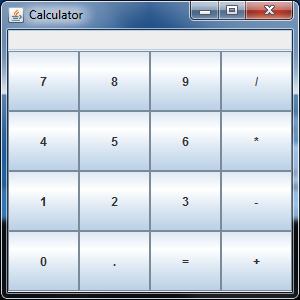 Calculator
7 8 9 /
4 5 6 *
1 2 3 -
0 . = +